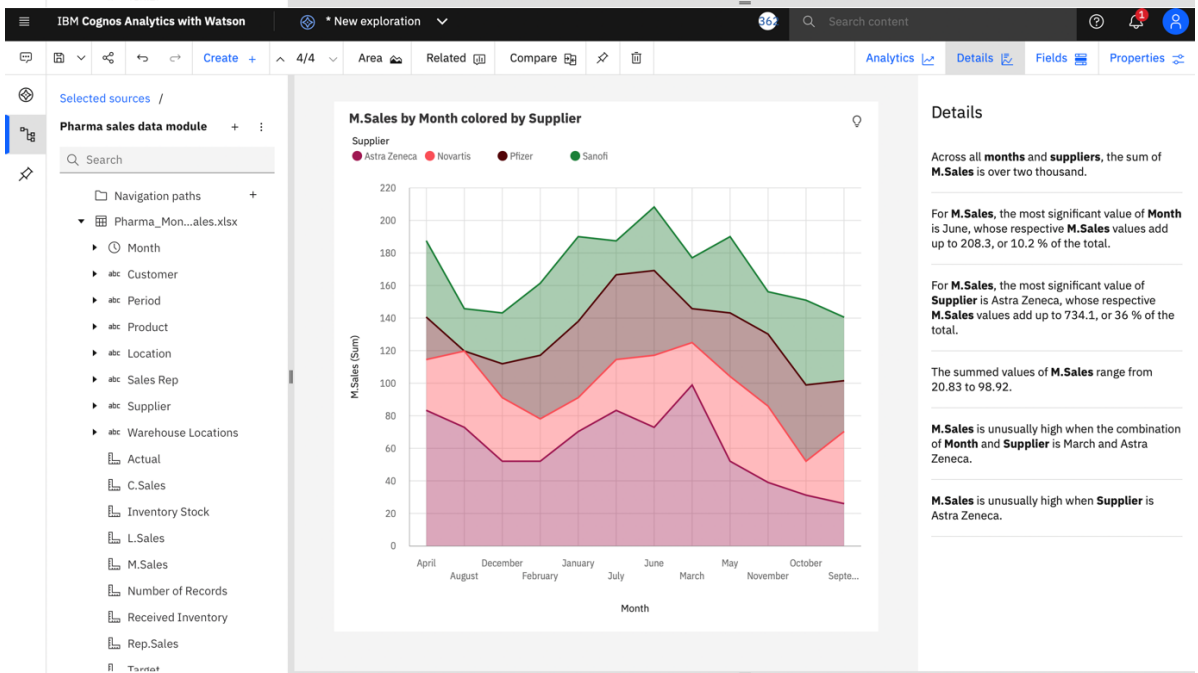 IBM Cognos Analytics with Watson
* New exploration
362
Search content
1
Create +
4/4
Area
Related
Compare
Analytics
Details
Fields
Properties
Selected sources /
Pharma sales data module
Search
Navigation paths
Pharma_Mon...ales.xlsx
Month
abc Customer
abc Period
abc Product
abc Location
abc Sales Rep
abc Supplier
abc Warehouse Locations
Actual
C.Sales
Inventory Stock
L.Sales
M.Sales
Number of Records
Received Inventory
Rep.Sales
Target
M.Sales by Month colored by Supplier
Supplier
Astra Zeneca Novartis Pfizer Sanofi
M.Sales (Sum)
220
200
180
160
140
120
100
80
60
40
20
0
April December January June May October
August February July March November Septe...
Month
Details
Across all months and suppliers, the sum of
M.Sales is over two thousand.
For M.Sales, the most significant value of Month
is June, whose respective M.Sales values add
up to 208.3, or 10.2 % of the total.
For M.Sales, the most significant value of
Supplier is Astra Zeneca, whose respective
M.Sales values add up to 734.1, or 36 % of the
total.
The summed values of M.Sales range from
20.83 to 98.92.
M.Sales is unusually high when the combination
of Month and Supplier is March and Astra
Zeneca.
M.Sales is unusually high when Supplier is
Astra Zeneca.